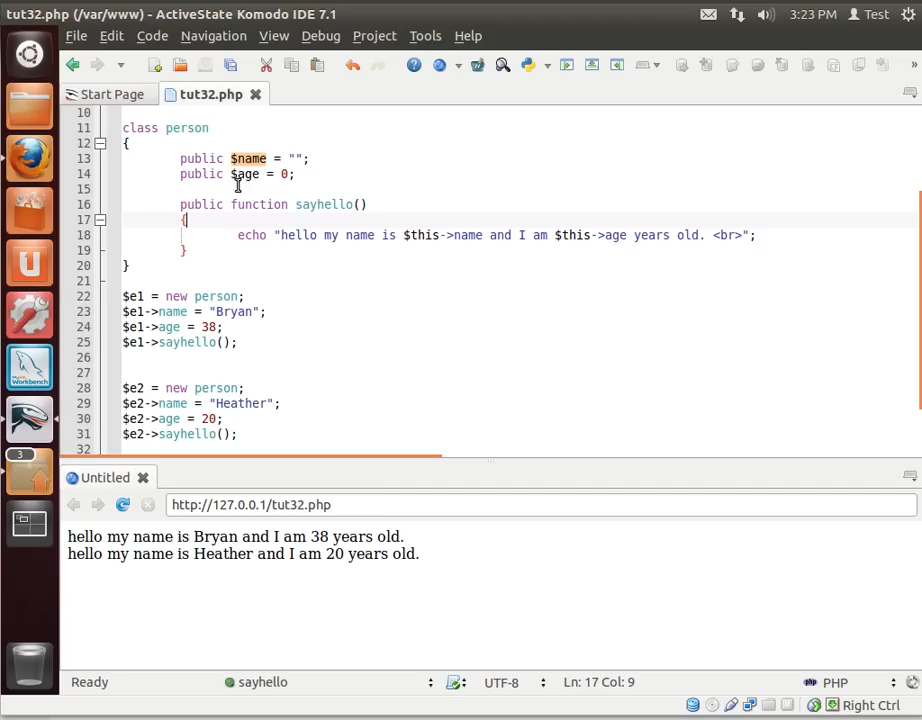 tut32.php (/var/www) - ActiveState Komodo IDE 7.1
3:23 PM Test
File Edit Code Navigation View Debug Project Tools Help
Start Page tut32.php
10
11 class person
12 {
13 public $name = "";
14 public $age = 0;
15
16 public function sayhello()
17 {
18 echo "hello my name is $this->name and I am $this->age years old. <br>";
19 }
20 }
21
22 $e1 = new person;
23 $e1->name = "Bryan";
24 $e1->age = 38;
25 $e1->sayhello();
26
27
28 $e2 = new person;
29 $e2->name = "Heather";
30 $e2->age = 20;
31 $e2->sayhello();
32
MySQL
Workbench
3
Untitled
http://127.0.0.1/tut32.php
hello my name is Bryan and I am 38 years old.
hello my name is Heather and I am 20 years old.
Ready sayhello UTF-8 Ln: 17 Col: 9 php PHP
Right Ctrl